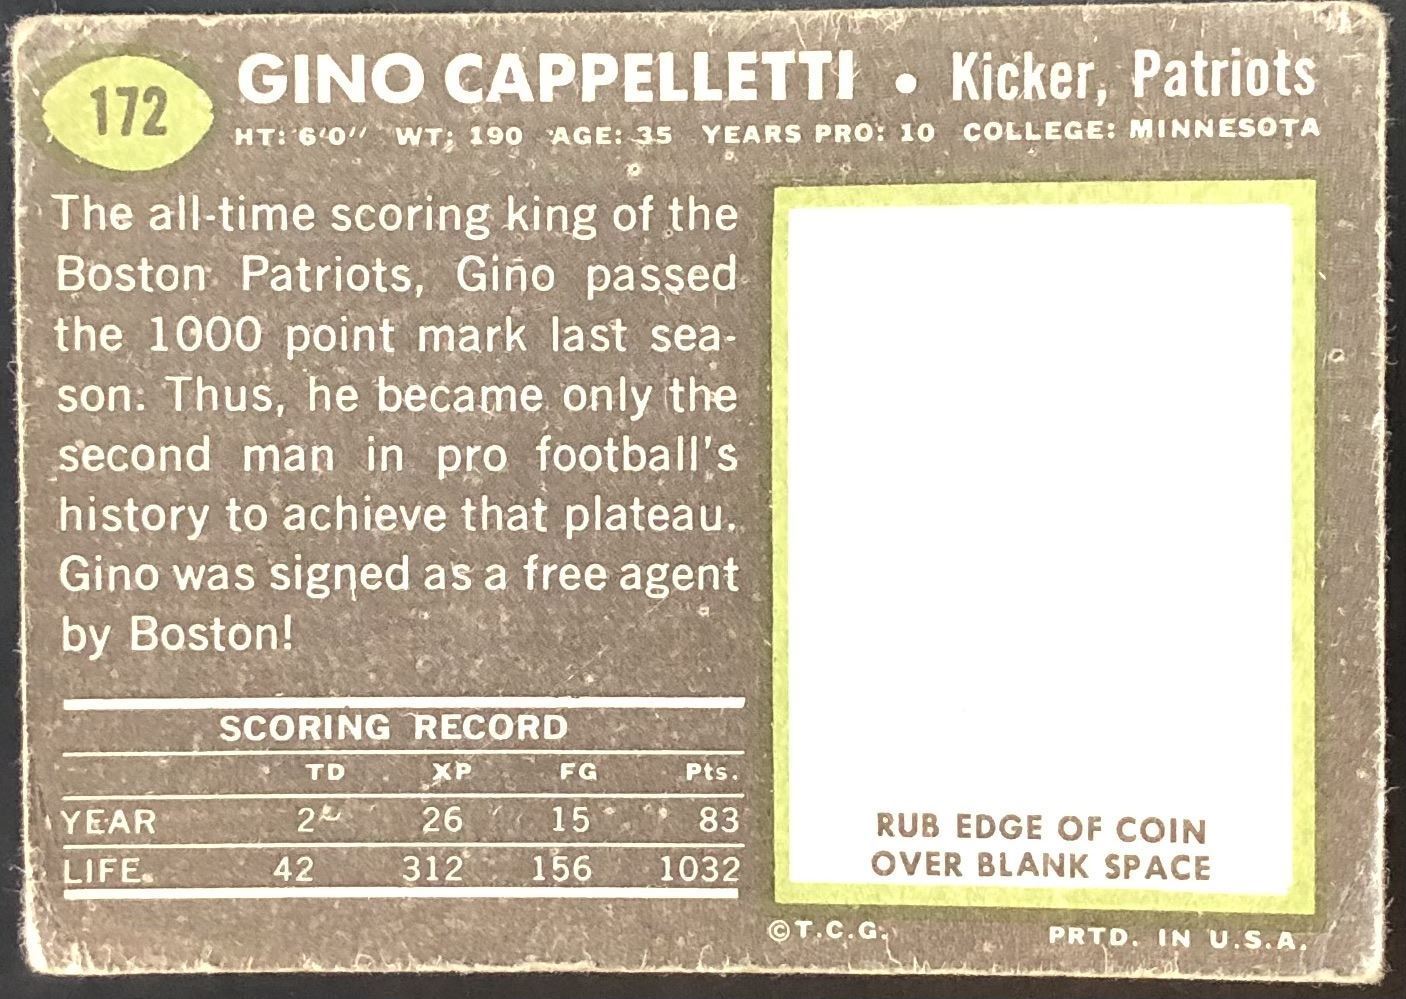 172
GINO CAPPELLETTI • Kicker, Patriots
HT: 6'0" WT: 190 AGE: 35 YEARS PRO: 10 COLLEGE: MINNESOTA
The all-time scoring king of the
Boston Patriots, Gino passed
the 1000 point mark last sea-
son. Thus, he became only the
second man in pro football's
history to achieve that plateau.
Gino was signed as a free agent
by Boston!
SCORING RECORD
TD XP FG Pts.
YEAR 2 26 15 83
LIFE 42 312 156 1032
RUB EDGE OF COIN
OVER BLANK SPACE
©T.C.G. PRTD. IN U.S.A.